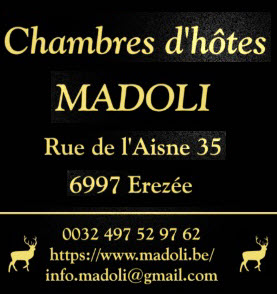 Chambres d'hôtes
MADOLI
Rue de l'Aisne 35
6997 Erezée
0032 497 52 97 62
https://www.madoli.be/
info.madoli@gmail.com